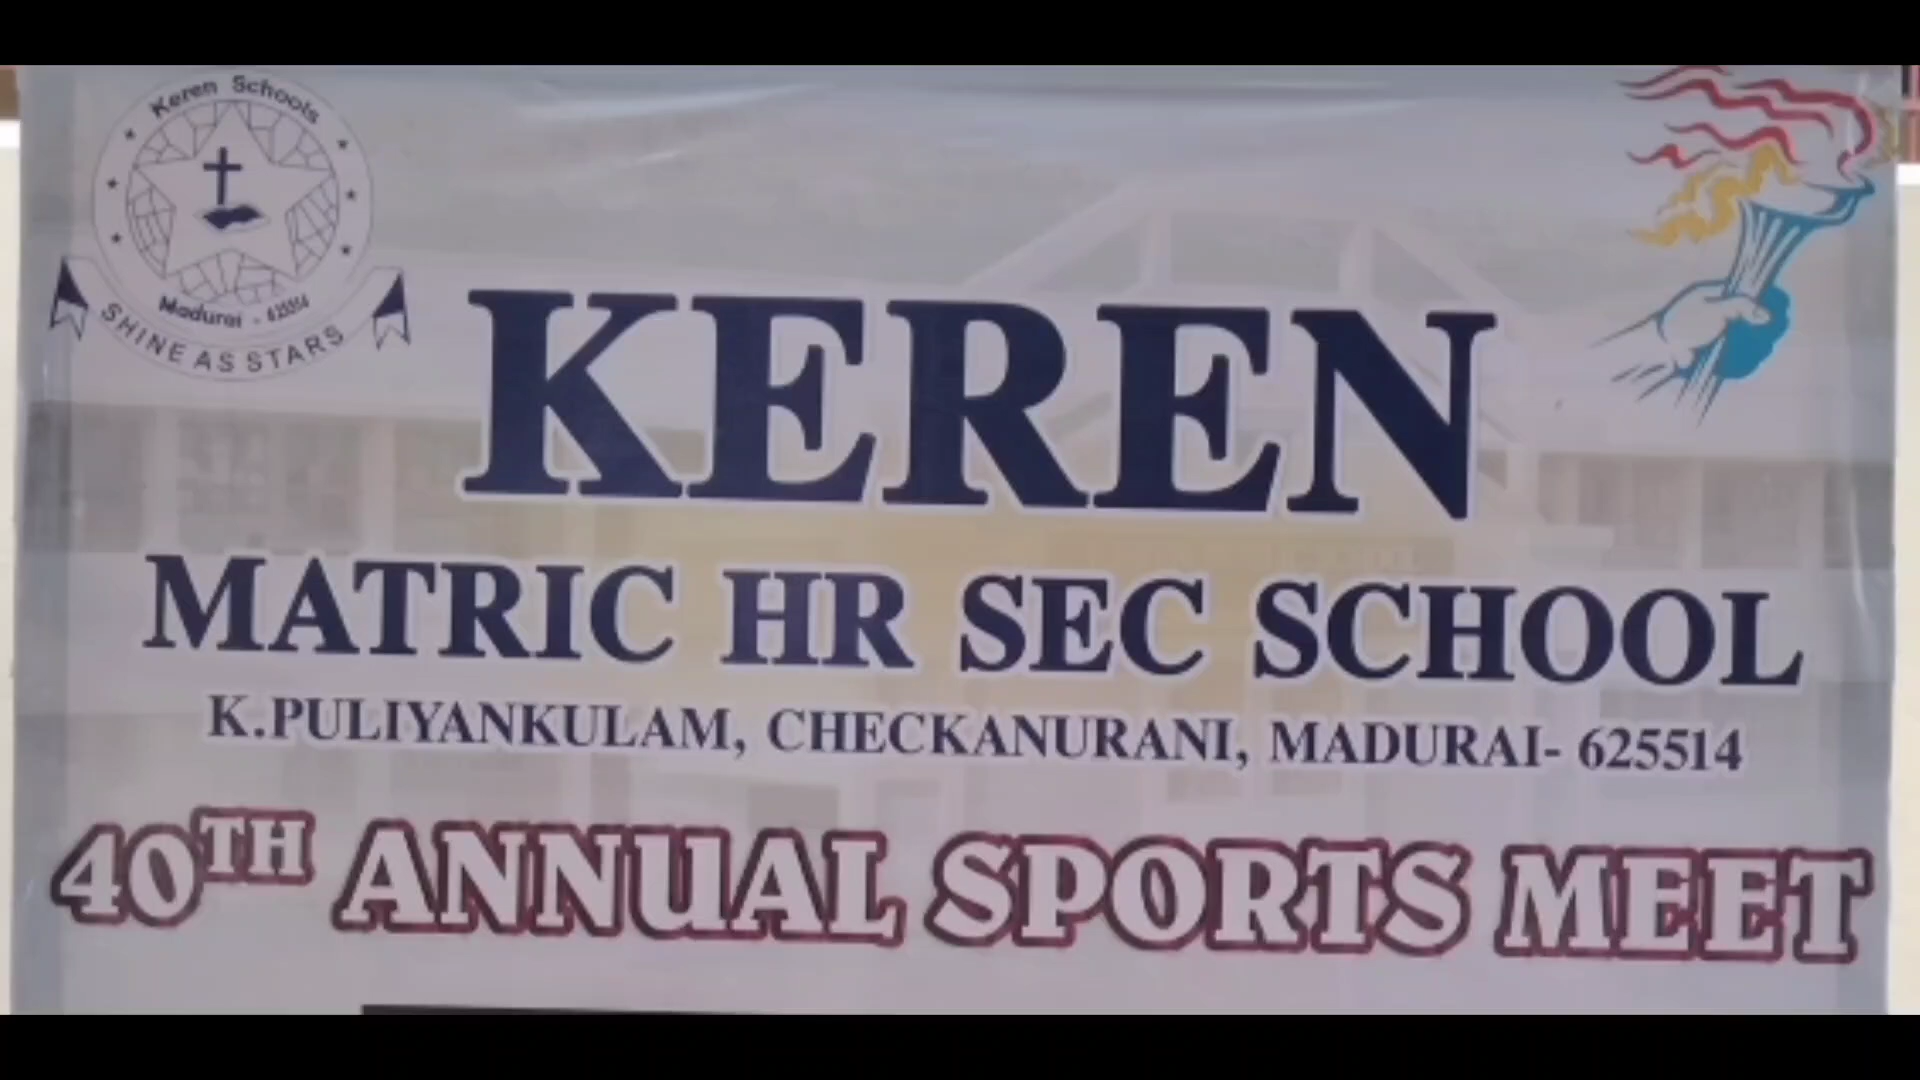 Keren Schools
Madurai - 625514
SHINE AS STARS
KEREN
MATRIC HR SEC SCHOOL
K.PULIYANKULAM, CHECKANURANI, MADURAI- 625514
40TH ANNUAL SPORTS MEET